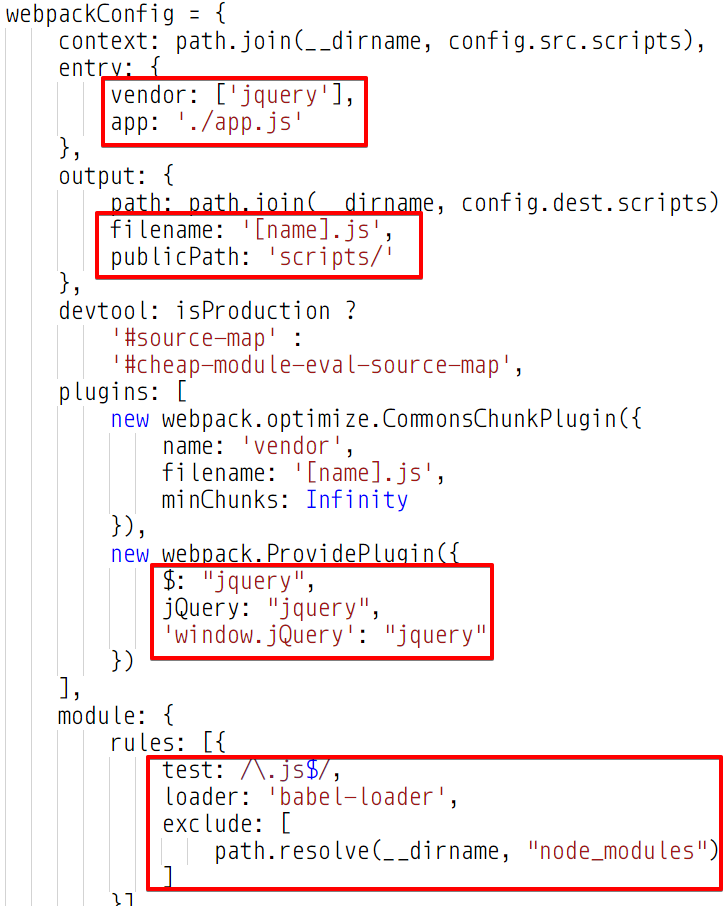 webpackConfig = {
context: path.join(__dirname, config.src.scripts),
entry: {
vendor: ['jquery'],
app: './app.js'
},
output: {
path: path.join(__dirname, config.dest.scripts)
filename: '[name].js',
publicPath: 'scripts/'
},
devtool: isProduction ?
'#source-map' :
'#cheap-module-eval-source-map',
plugins: [
new webpack.optimize.CommonsChunkPlugin({
name: 'vendor',
filename: '[name].js',
minChunks: Infinity
}),
new webpack.ProvidePlugin({
$: "jquery",
jQuery: "jquery",
'window.jQuery': "jquery"
})
],
module: {
rules: [{
test: /\.js$/,
loader: 'babel-loader',
exclude: [
path.resolve(__dirname, "node_modules")
]
}]